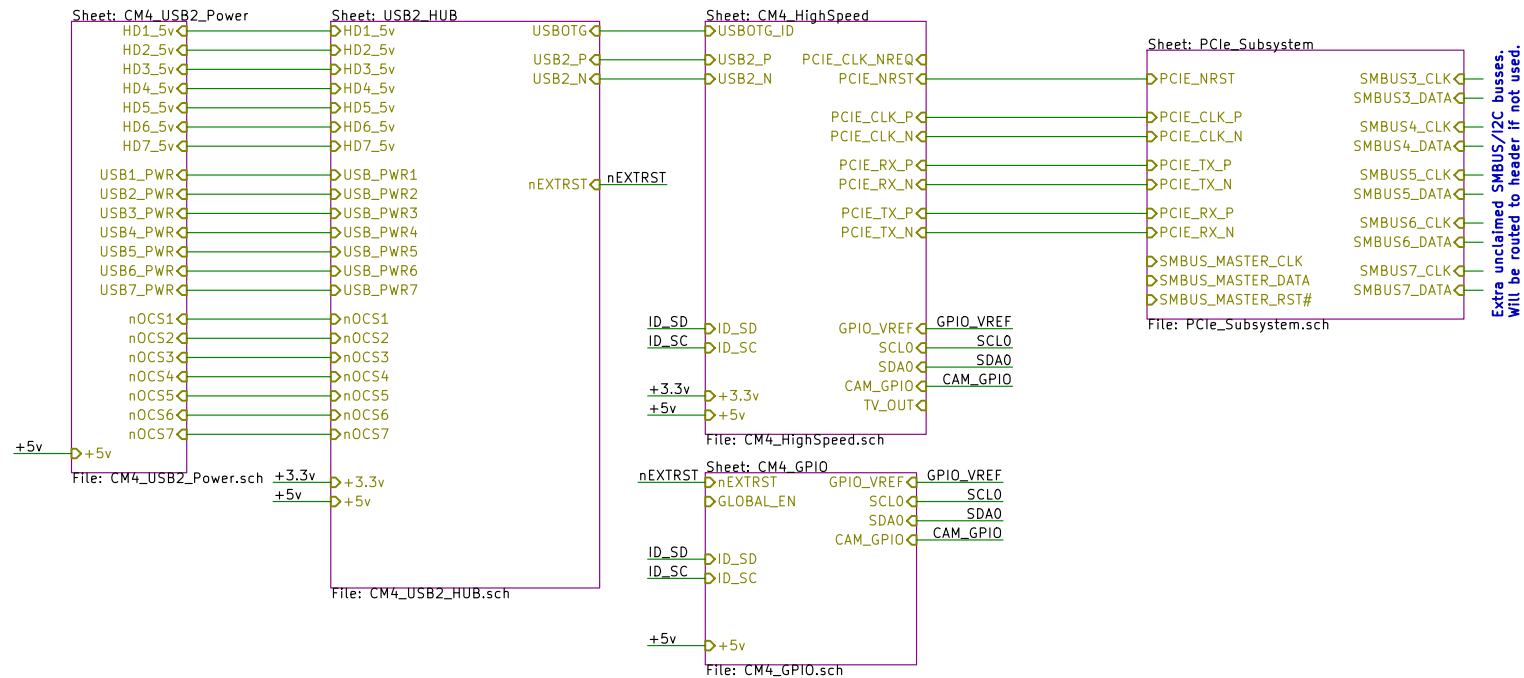 Sheet: CM4_USB2_Power
HD1_5v
HD2_5v
HD3_5v
HD4_5v
HD5_5v
HD6_5v
HD7_5v
USB1_PWR
USB2_PWR
USB3_PWR
USB4_PWR
USB5_PWR
USB6_PWR
USB7_PWR
nOCS1
nOCS2
nOCS3
nOCS4
nOCS5
nOCS6
nOCS7
+5v
+5v
File: CM4_USB2_Power.sch
Sheet: USB2_HUB
HD1_5v
HD2_5v
HD3_5v
HD4_5v
HD5_5v
HD6_5v
HD7_5v
USB_PWR1
USB_PWR2
USB_PWR3
USB_PWR4
USB_PWR5
USB_PWR6
USB_PWR7
nOCS1
nOCS2
nOCS3
nOCS4
nOCS5
nOCS6
nOCS7
+3.3v
+3.3v
+5v
+5v
USBOTG
USB2_P
USB2_N
nEXTRST
nEXTRST
File: CM4_USB2_HUB.sch
Sheet: CM4_HighSpeed
USBOTG_ID
USB2_P
USB2_N
ID_SD
ID_SD
ID_SC
ID_SC
+3.3v
+3.3v
+5v
+5v
PCIE_CLK_NREQ
PCIE_NRST
PCIE_CLK_P
PCIE_CLK_N
PCIE_RX_P
PCIE_RX_N
PCIE_TX_P
PCIE_TX_N
GPIO_VREF
GPIO_VREF
SCL0
SCL0
SDA0
SDA0
CAM_GPIO
CAM_GPIO
TV_OUT
File: CM4_HighSpeed.sch
Sheet: CM4_GPIO
nEXTRST
nEXTRST
GLOBAL_EN
ID_SD
ID_SD
ID_SC
ID_SC
+5v
+5v
GPIO_VREF
GPIO_VREF
SCL0
SCL0
SDA0
SDA0
CAM_GPIO
CAM_GPIO
File: CM4_GPIO.sch
Sheet: PCIe_Subsystem
PCIE_NRST
PCIE_CLK_P
PCIE_CLK_N
PCIE_TX_P
PCIE_TX_N
PCIE_RX_P
PCIE_RX_N
SMBUS_MASTER_CLK
SMBUS_MASTER_DATA
SMBUS_MASTER_RST#
SMBUS3_CLK
SMBUS3_DATA
SMBUS4_CLK
SMBUS4_DATA
SMBUS5_CLK
SMBUS5_DATA
SMBUS6_CLK
SMBUS6_DATA
SMBUS7_CLK
SMBUS7_DATA
File: PCIe_Subsystem.sch
Extra unclaimed SMBUS/I2C busses.
Will be routed to header if not used.